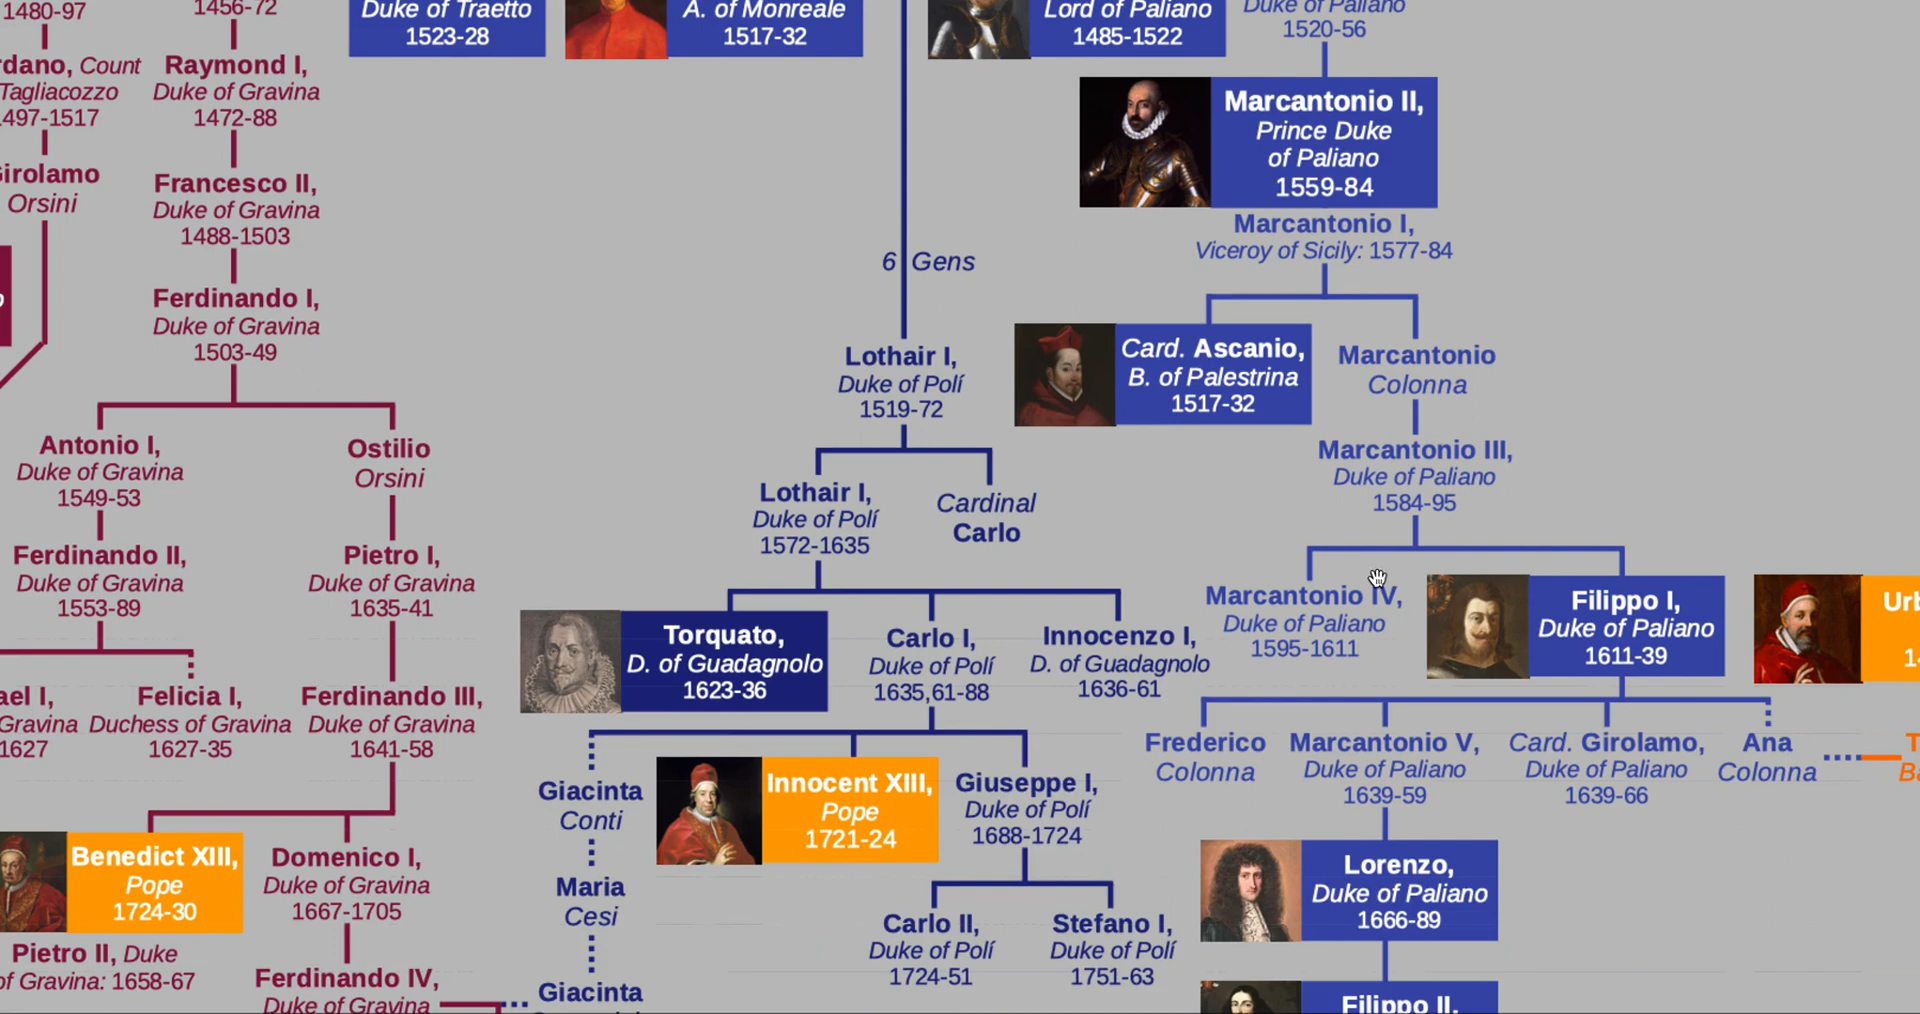 1480-97
1456-72
Duke of Traetto
1523-28
A. of Monreale
1517-32
Lord of Paliano
1485-1522
Duke of Paliano
1520-56
rdano, Count
Tagliacozzo
1497-1517
Raymond I,
Duke of Gravina
1472-88
Marcantonio II,
Prince Duke
of Paliano
1559-84
Marcantonio I,
Viceroy of Sicily: 1577-84
Girolamo
Orsini
Francesco II,
Duke of Gravina
1488-1503
6 Gens
Ferdinando I,
Duke of Gravina
1503-49
Lothair I,
Duke of Polí
1519-72
Card. Ascanio,
B. of Palestrina
1517-32
Marcantonio
Colonna
Antonio I,
Duke of Gravina
1549-53
Ostilio
Orsini
Lothair I,
Duke of Polí
1572-1635
Cardinal
Carlo
Marcantonio III,
Duke of Paliano
1584-95
Ferdinando II,
Duke of Gravina
1553-89
Pietro I,
Duke of Gravina
1635-41
Torquato,
D. of Guadagnolo
1623-36
Carlo I,
Duke of Polí
1635,61-88
Innocenzo I,
D. of Guadagnolo
1636-61
Marcantonio IV,
Duke of Paliano
1595-1611
Filippo I,
Duke of Paliano
1611-39
Urb
ael I,
Gravina
1627
Felicia I,
Duchess of Gravina
1627-35
Ferdinando III,
Duke of Gravina
1641-58
Frederico
Colonna
Marcantonio V,
Duke of Paliano
1639-59
Card. Girolamo,
Duke of Paliano
1639-66
Ana
Colonna
Giacinta
Conti
Innocent XIII,
Pope
1721-24
Giuseppe I,
Duke of Polí
1688-1724
Benedict XIII,
Pope
1724-30
Domenico I,
Duke of Gravina
1667-1705
Maria
Cesi
Carlo II,
Duke of Polí
1724-51
Stefano I,
Duke of Polí
1751-63
Lorenzo,
Duke of Paliano
1666-89
Pietro II, Duke
of Gravina: 1658-67
Ferdinando IV,
Duke of Gravina
Giacinta
Filippo II,